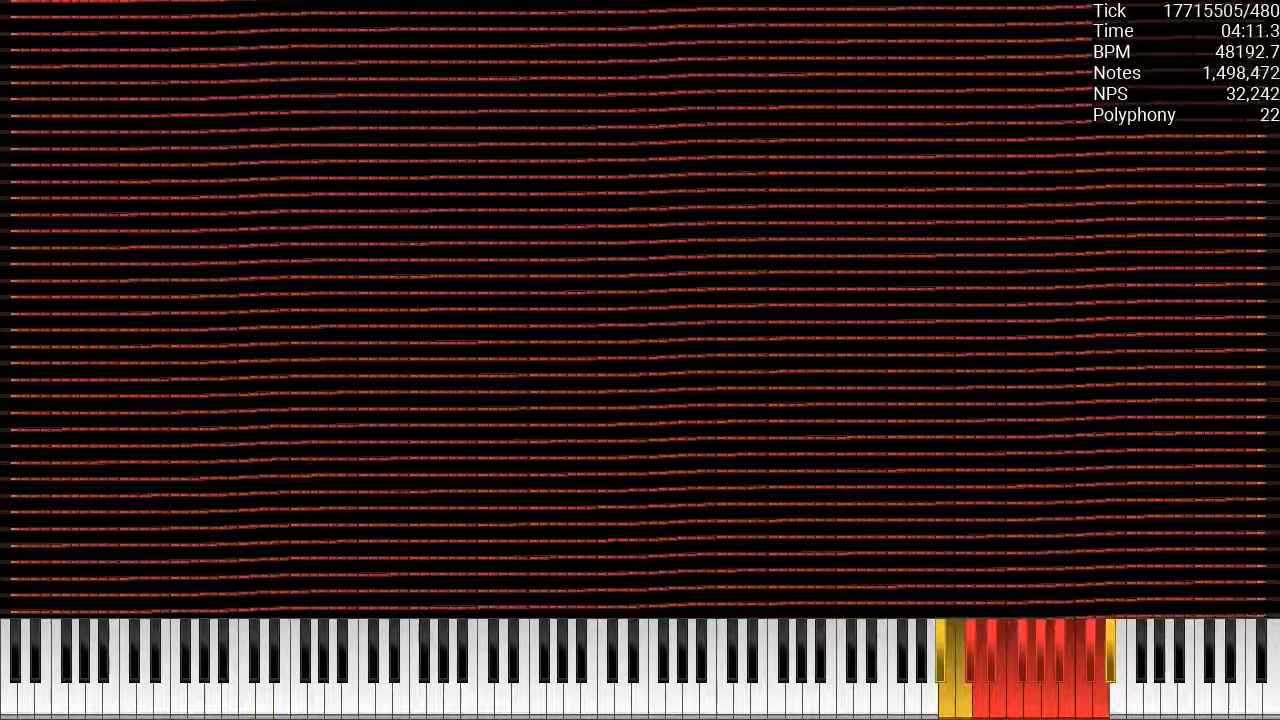 Tick 17715505/480
Time 04:11.3
BPM 48192.7
Notes 1,498,472
NPS 32,242
Polyphony 22